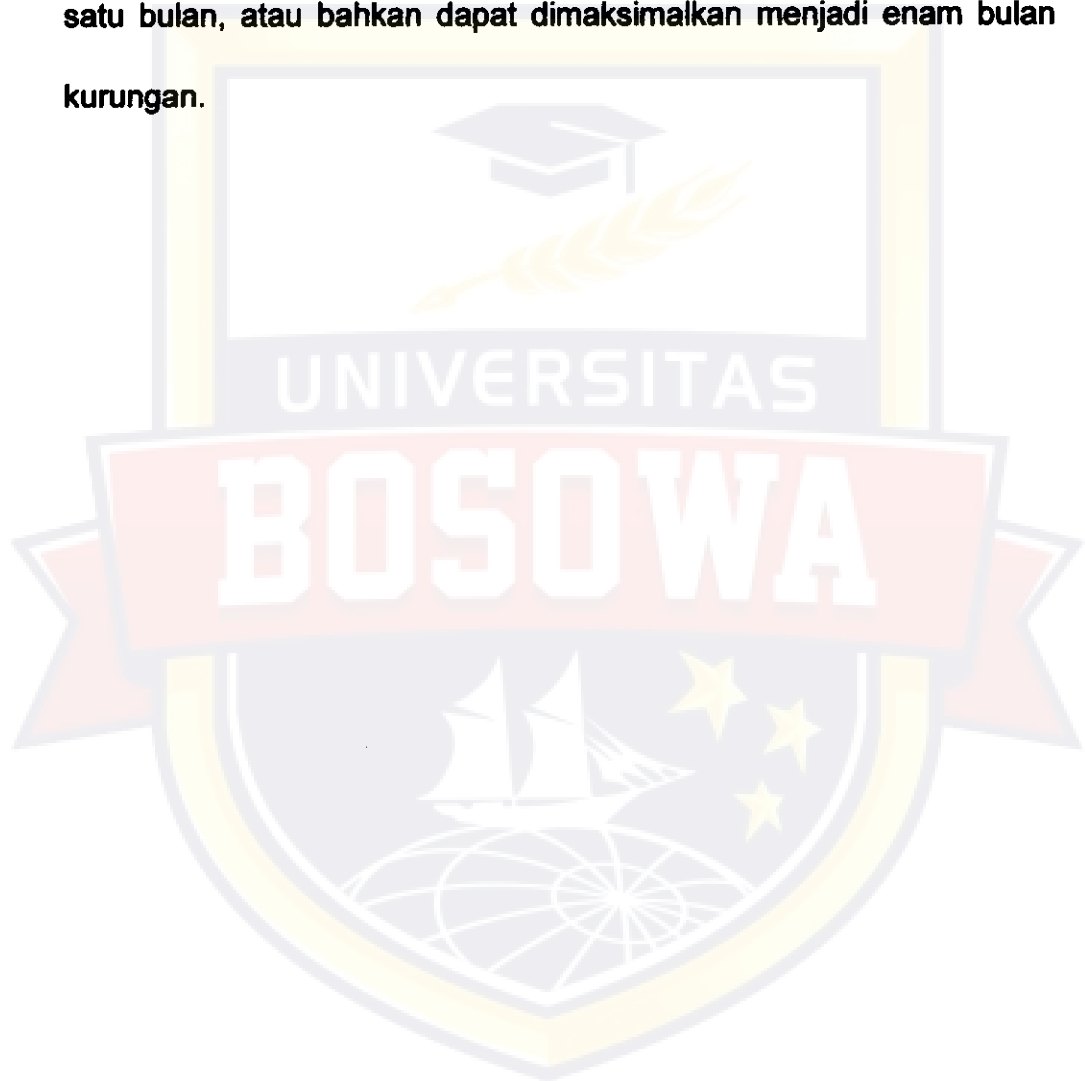 satu bulan, atau bahkan dapat dimaksimalkan menjadi enam bulan
kurungan.
UNIVERSITAS
BOSOWA